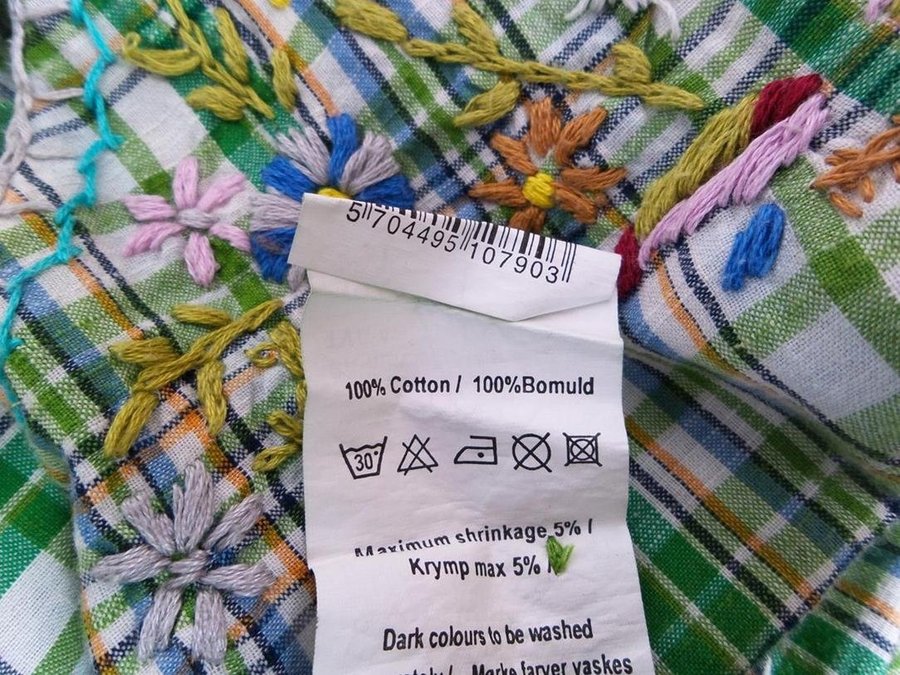 5 704495 107903
100% Cotton / 100%Bomuld
30°
Maximum shrinkage 5% /
Krymp max 5% /
Dark colours to be washed
Mørke farver vaskes